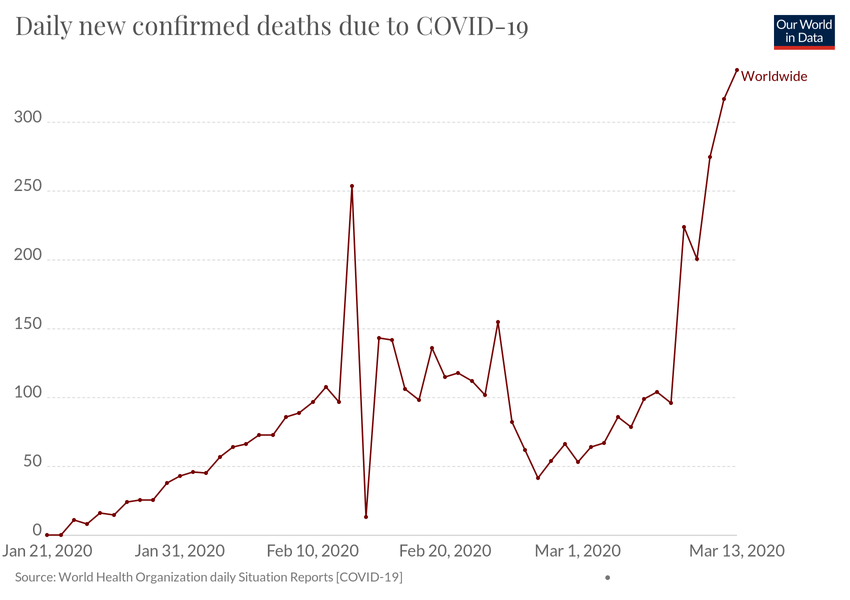 Daily new confirmed deaths due to COVID-19
Our World
in Data
Worldwide
300
250
200
150
100
50
0
Jan 21, 2020
Jan 31, 2020
Feb 10, 2020
Feb 20, 2020
Mar 1, 2020
Mar 13, 2020
Source: World Health Organization daily Situation Reports [COVID-19]
•